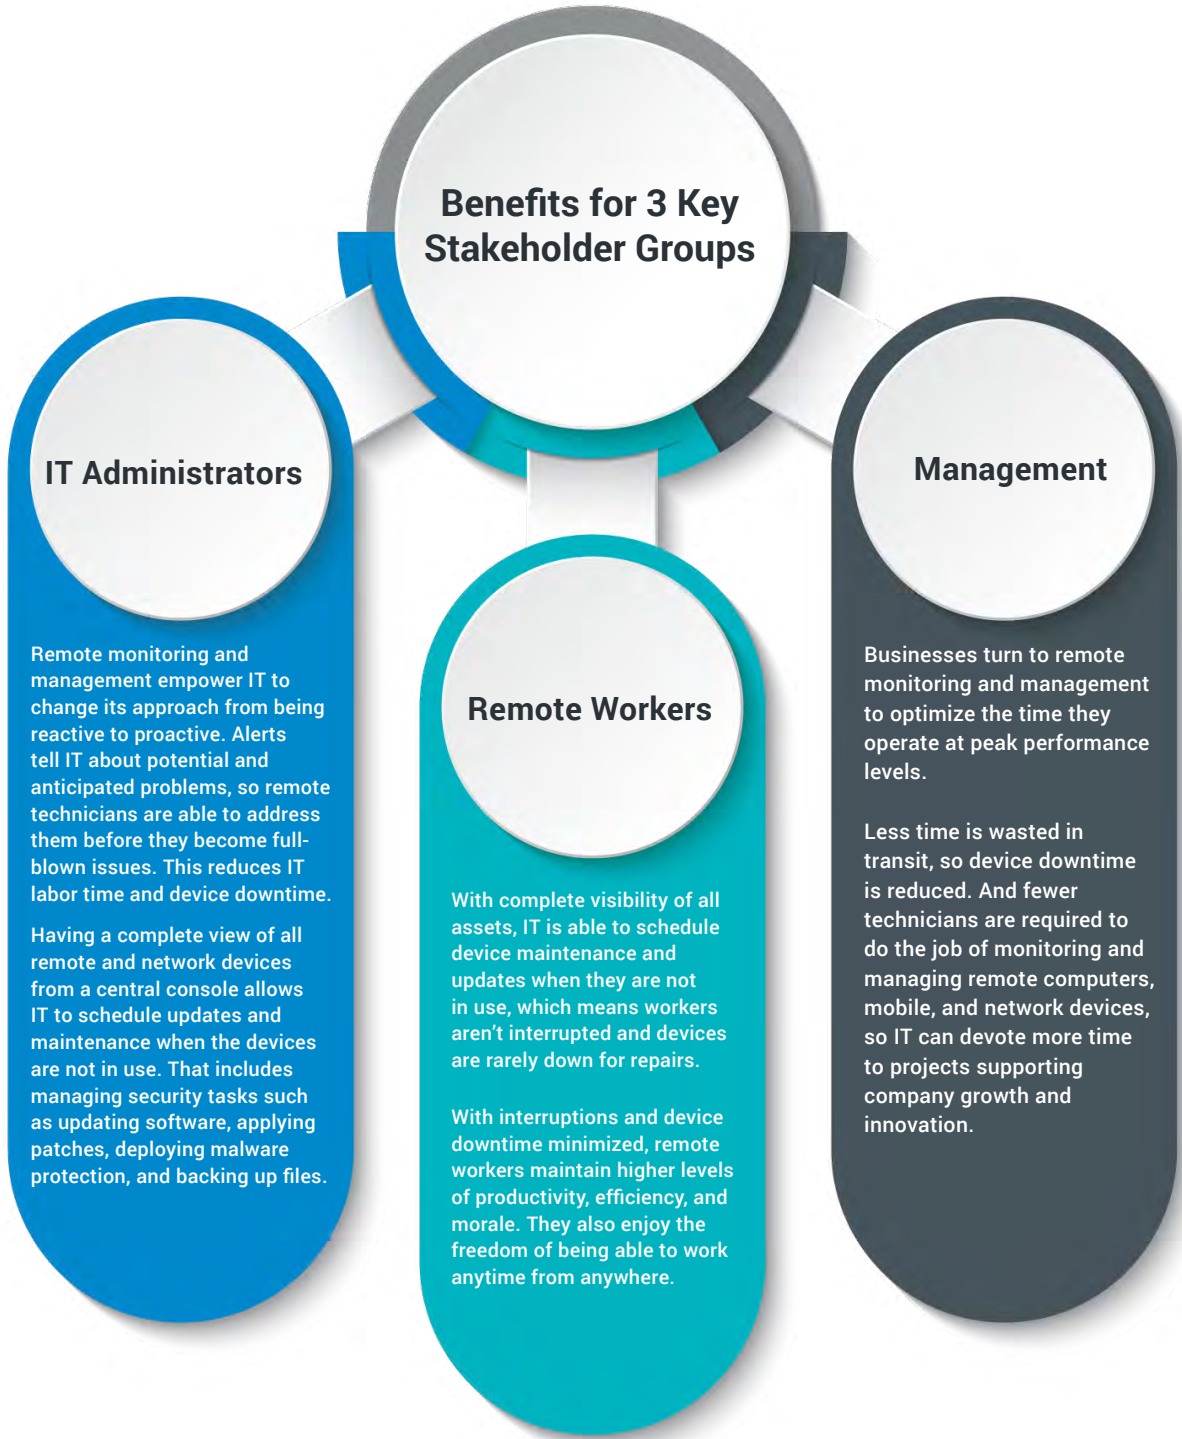 Benefits for 3 Key
Stakeholder Groups
IT Administrators
Remote monitoring and
management empower IT to
change its approach from being
reactive to proactive. Alerts
tell IT about potential and
anticipated problems, so remote
technicians are able to address
them before they become full-
blown issues. This reduces IT
labor time and device downtime.
Having a complete view of all
remote and network devices
from a central console allows
IT to schedule updates and
maintenance when the devices
are not in use. That includes
managing security tasks such
as updating software, applying
patches, deploying malware
protection, and backing up files.
Remote Workers
With complete visibility of all
assets, IT is able to schedule
device maintenance and
updates when they are not
in use, which means workers
aren’t interrupted and devices
are rarely down for repairs.
With interruptions and device
downtime minimized, remote
workers maintain higher levels
of productivity, efficiency, and
morale. They also enjoy the
freedom of being able to work
anytime from anywhere.
Management
Businesses turn to remote
monitoring and management
to optimize the time they
operate at peak performance
levels.
Less time is wasted in
transit, so device downtime
is reduced. And fewer
technicians are required to
do the job of monitoring and
managing remote computers,
mobile, and network devices,
so IT can devote more time
to projects supporting
company growth and
innovation.